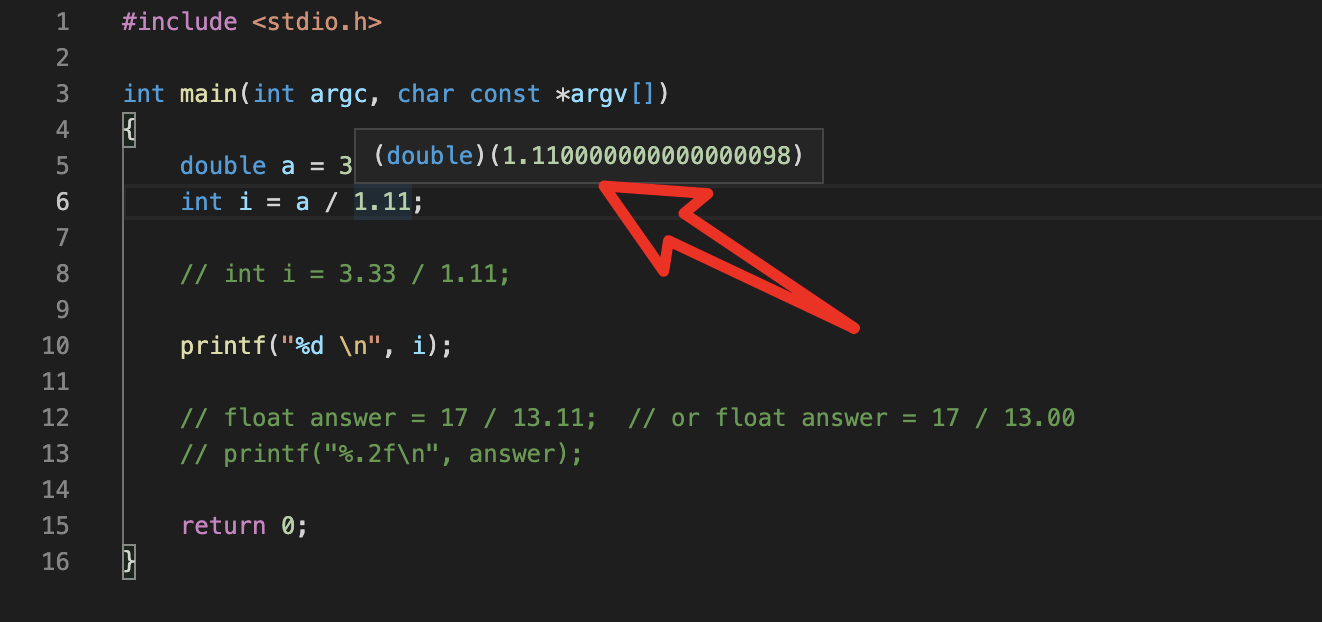 1 #include <stdio.h>
2
3 int main(int argc, char const *argv[])
4 {
(double)(1.110000000000000098)
5 double a = 3
6 int i = a / 1.11;
7
8 // int i = 3.33 / 1.11;
9
10 printf("%d \n", i);
11
12 // float answer = 17 / 13.11;  // or float answer = 17 / 13.00
13 // printf("%.2f\n", answer);
14
15 return 0;
16 }